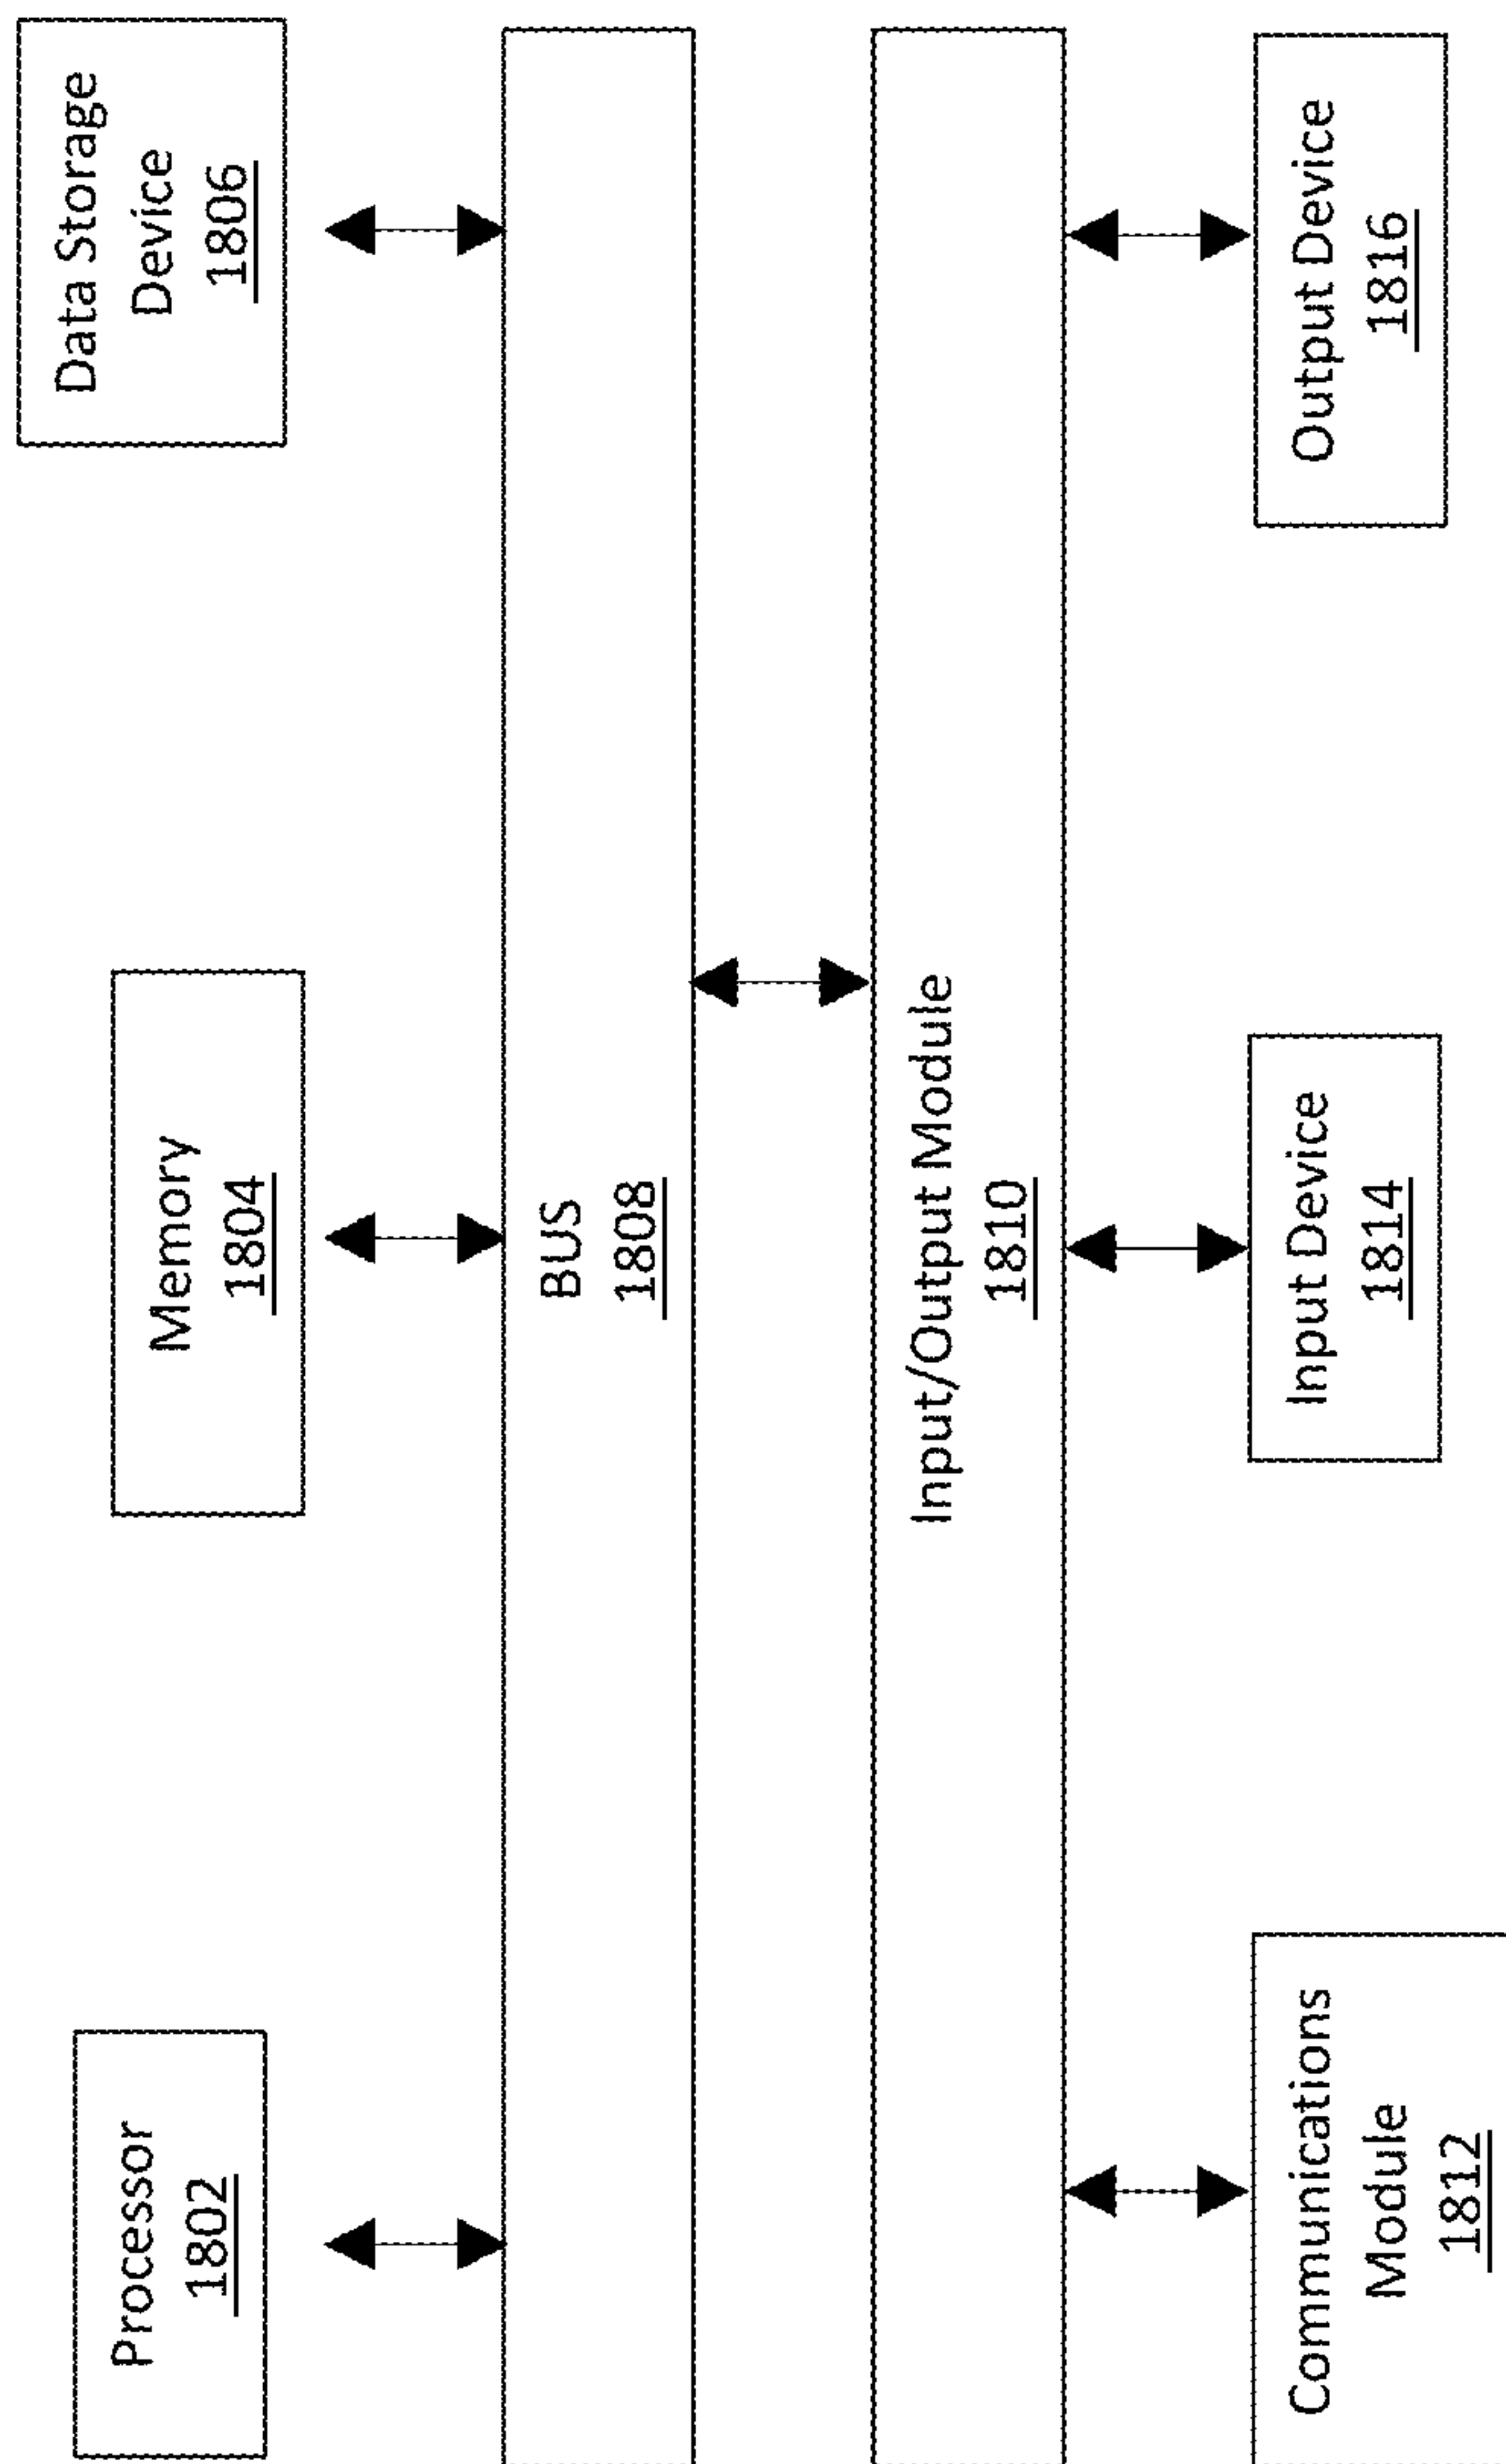 Processor
1802
Memory
1804
Data Storage
Device
1806
BUS
1808
Input/Output Module
1810
Communications
Module
1812
Input Device
1814
Output Device
1816